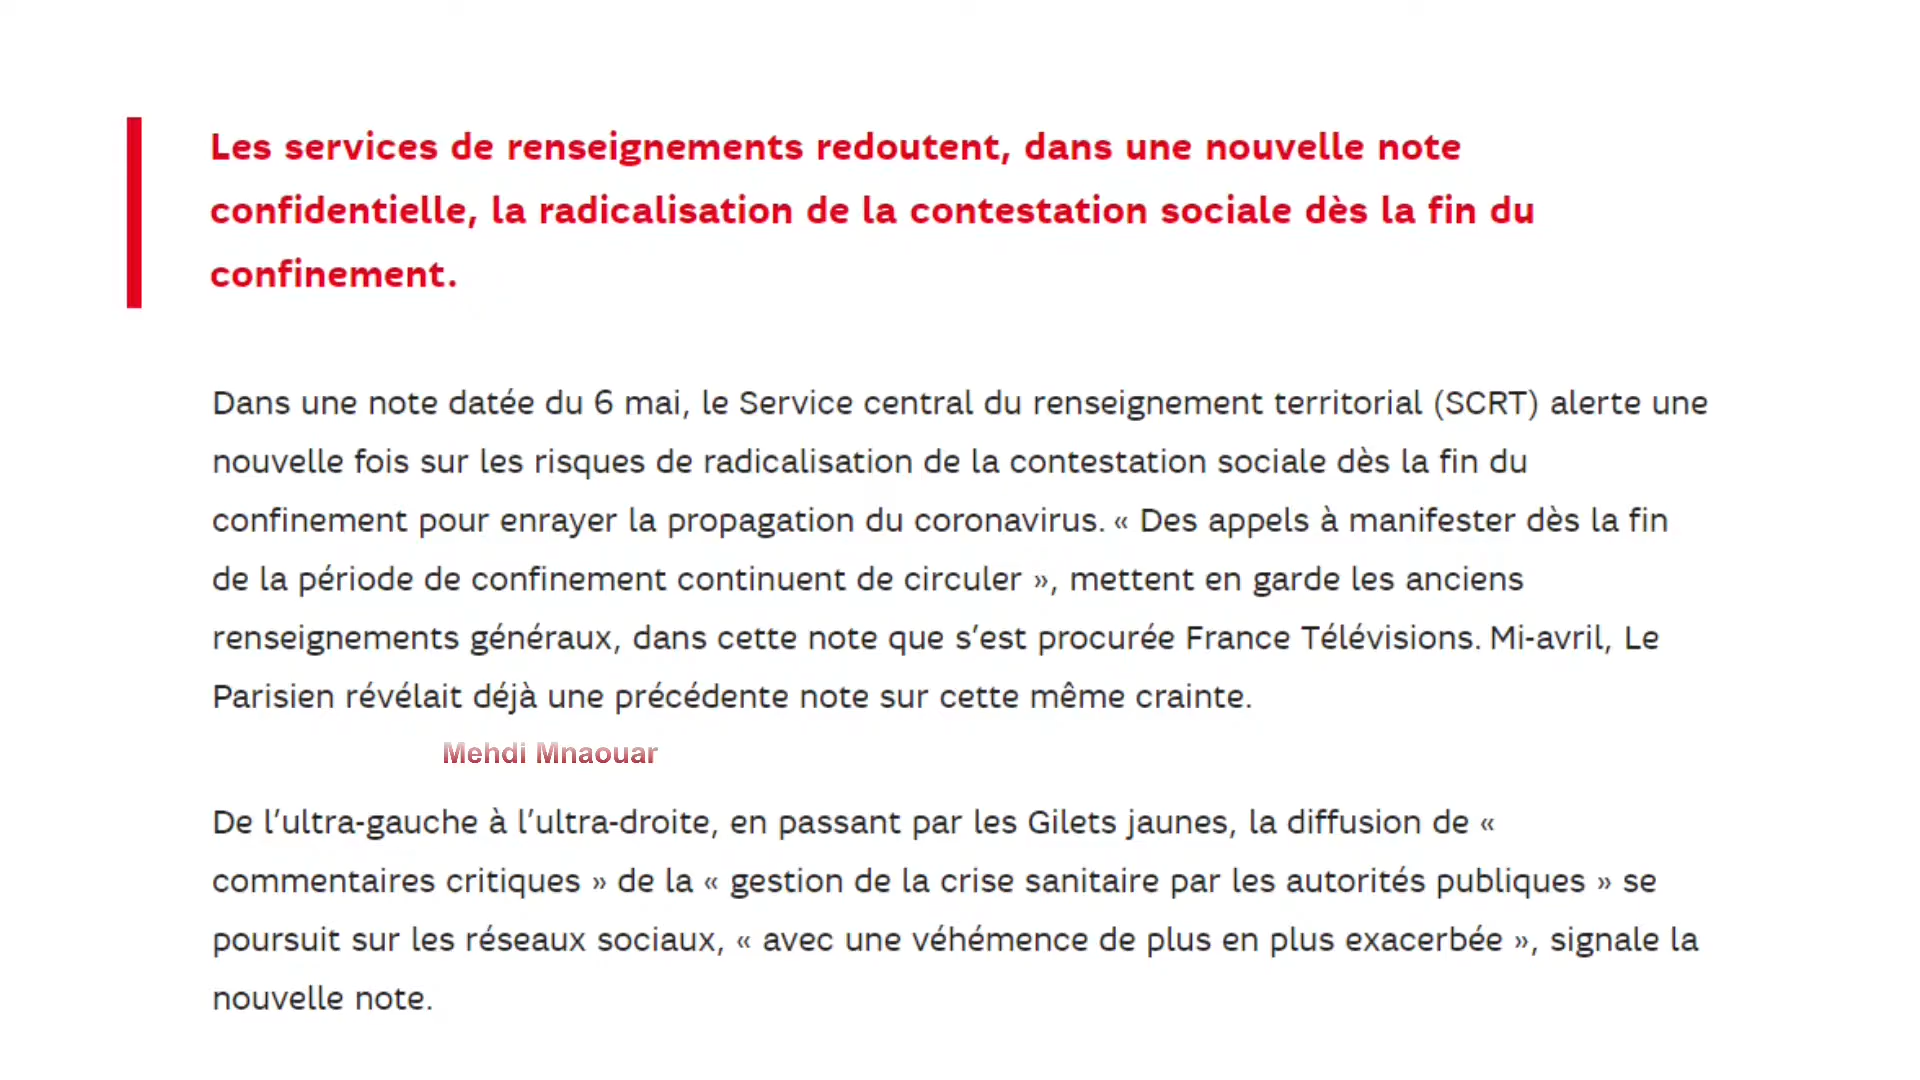 Les services de renseignements redoutent, dans une nouvelle note
confidentielle, la radicalisation de la contestation sociale dès la fin du
confinement.
Dans une note datée du 6 mai, le Service central du renseignement territorial (SCRT) alerte une
nouvelle fois sur les risques de radicalisation de la contestation sociale dès la fin du
confinement pour enrayer la propagation du coronavirus. « Des appels à manifester dès la fin
de la période de confinement continuent de circuler », mettent en garde les anciens
renseignements généraux, dans cette note que s’est procurée France Télévisions. Mi-avril, Le
Parisien révélait déjà une précédente note sur cette même crainte.
Mehdi Mnaouar
De l’ultra-gauche à l’ultra-droite, en passant par les Gilets jaunes, la diffusion de «
commentaires critiques » de la « gestion de la crise sanitaire par les autorités publiques » se
poursuit sur les réseaux sociaux, « avec une véhémence de plus en plus exacerbée », signale la
nouvelle note.